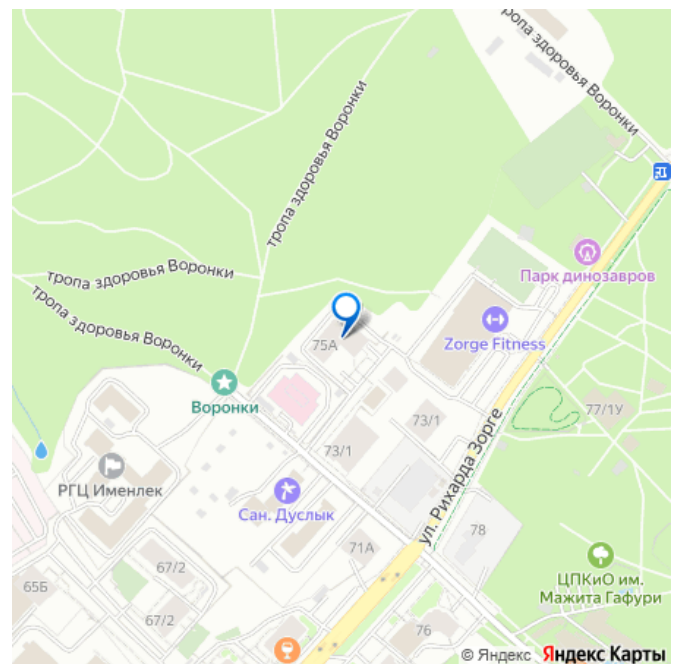 тропа здоровья Воронки
тропа здоровья Воронки
Парк динозавров
тропа здоровья Воронки
тропа здоровья Воронки
75А
Zorge Fitness
Воронки
77/1У
73/1
73/1
ул. Рихарда Зорге
РГЦ Именлек
Сан. Дуслык
78
71А
67/2
65Б
ЦПКиО им.
Мажита Гафури
67/2
76
© Яндекс Яндекс Карты